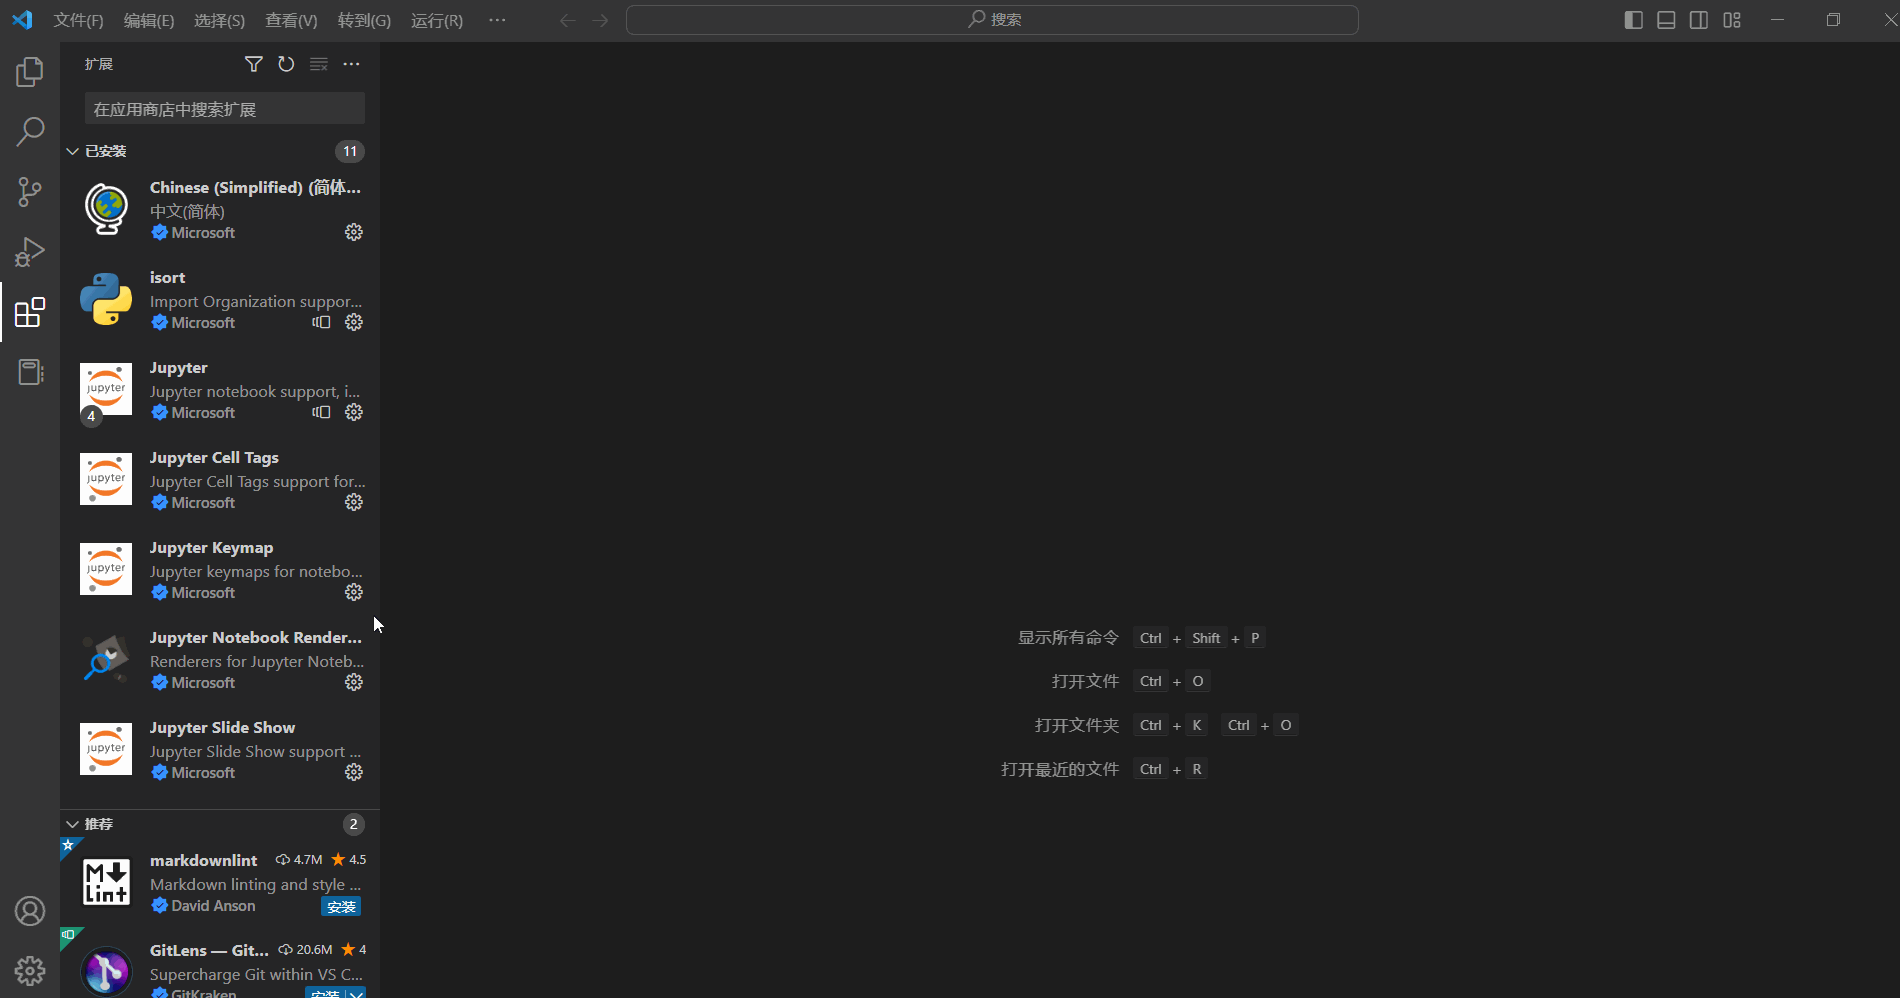 文件(F) 编辑(E) 选择(S) 查看(V) 转到(G) 运行(R) ··· 搜索
扩展
在应用商店中搜索扩展
已安装 11
Chinese (Simplified) (简体...
中文(简体)
Microsoft
isort
Import Organization suppor...
Microsoft
jupyter
4
Jupyter
Jupyter notebook support, i...
Microsoft
jupyter
Jupyter Cell Tags
Jupyter Cell Tags support for...
Microsoft
jupyter
Jupyter Keymap
Jupyter keymaps for notebo...
Microsoft
Jupyter Notebook Render...
Renderers for Jupyter Noteb...
Microsoft
jupyter
Jupyter Slide Show
Jupyter Slide Show support ...
Microsoft
推荐 2
M Lint
markdownlint 4.7M 4.5
Markdown linting and style ...
David Anson 安装
GitLens — Git... 20.6M 4
Supercharge Git within VS C...
GitKraken 安装
显示所有命令 Ctrl + Shift + P
打开文件 Ctrl + O
打开文件夹 Ctrl + K Ctrl + O
打开最近的文件 Ctrl + R